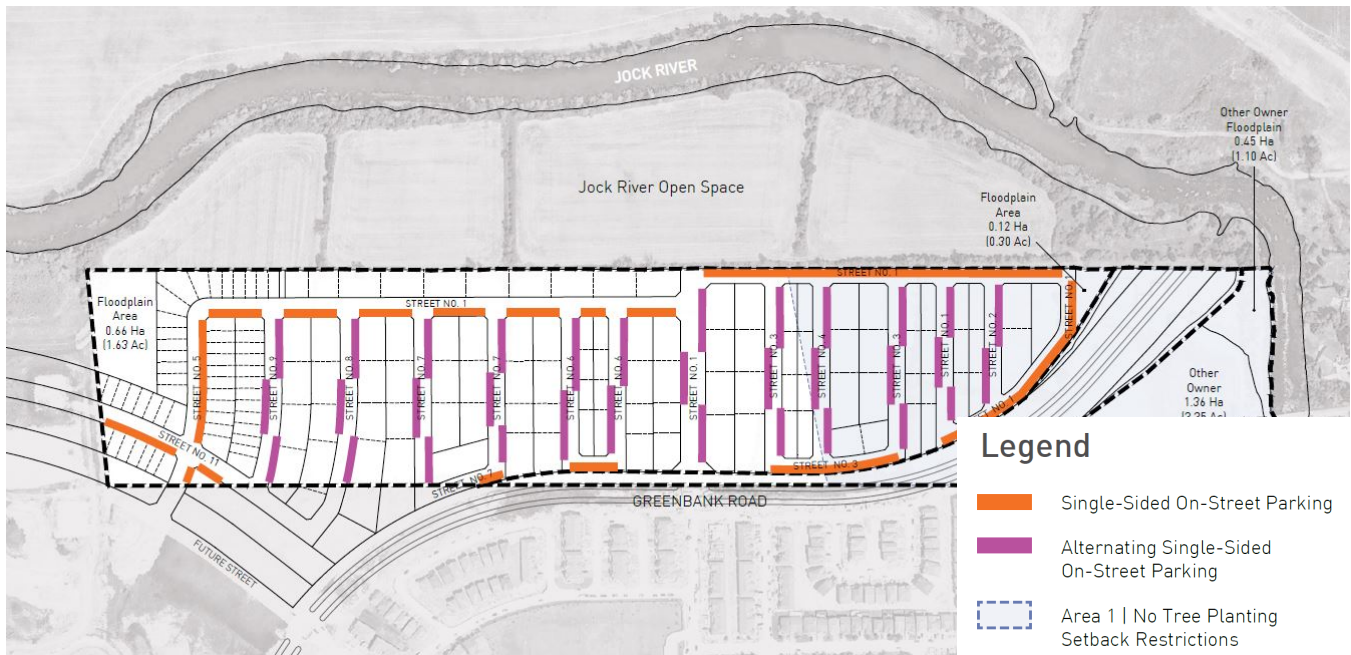 JOCK RIVER
Other Owner
Floodplain
0.45 Ha
(1.10 Ac)
Jock River Open Space
Floodplain
Area
0.12 Ha
(0.30 Ac)
STREET NO. 1
Floodplain
Area
0.66 Ha
(1.63 Ac)
STREET NO. 1
STREET NO. 1
STREET NO. 5
STREET NO. 9
STREET NO. 8
STREET NO. 7
STREET NO. 7
STREET NO. 6
STREET NO. 6
STREET NO. 1
STREET NO. 3
STREET NO. 4
STREET NO. 3
STREET NO. 1
STREET NO. 2
Other
Owner
1.36 Ha
NO. 1
STREET NO. 11
STREET NO. 3
STREET NO. 7
GREENBANK ROAD
FUTURE STREET
Legend
Single-Sided On-Street Parking
Alternating Single-Sided
On-Street Parking
Area 1 | No Tree Planting
Setback Restrictions